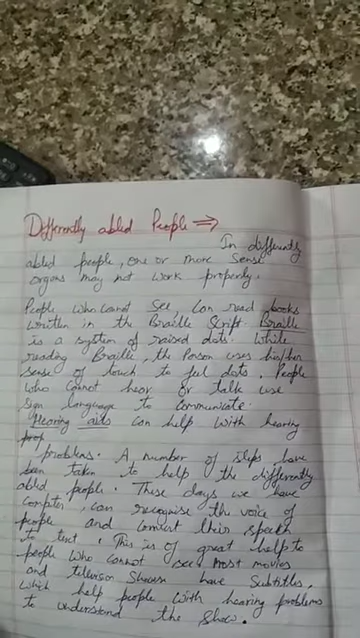 Differently abled People ⇒
In differently
abled people, one or more sense
organs may not work properly.
People who cannot see, can read books
written in the Braille Script. Braille
is a system of raised dots. While
reading Braille, the Person uses his/her
sense of touch to feel dots. People
who cannot hear or talk use
sign language to communicate.
Hearing aids can help with hearing
prop
problems. A number of steps have
been taken to help the differently
abled people. These days we have
computer, can recognise the voice of
people and convert their speech
to text. This is of great help to
people who cannot see most movies
and television shows have subtitles.
which help people with hearing problems
to understand the show.